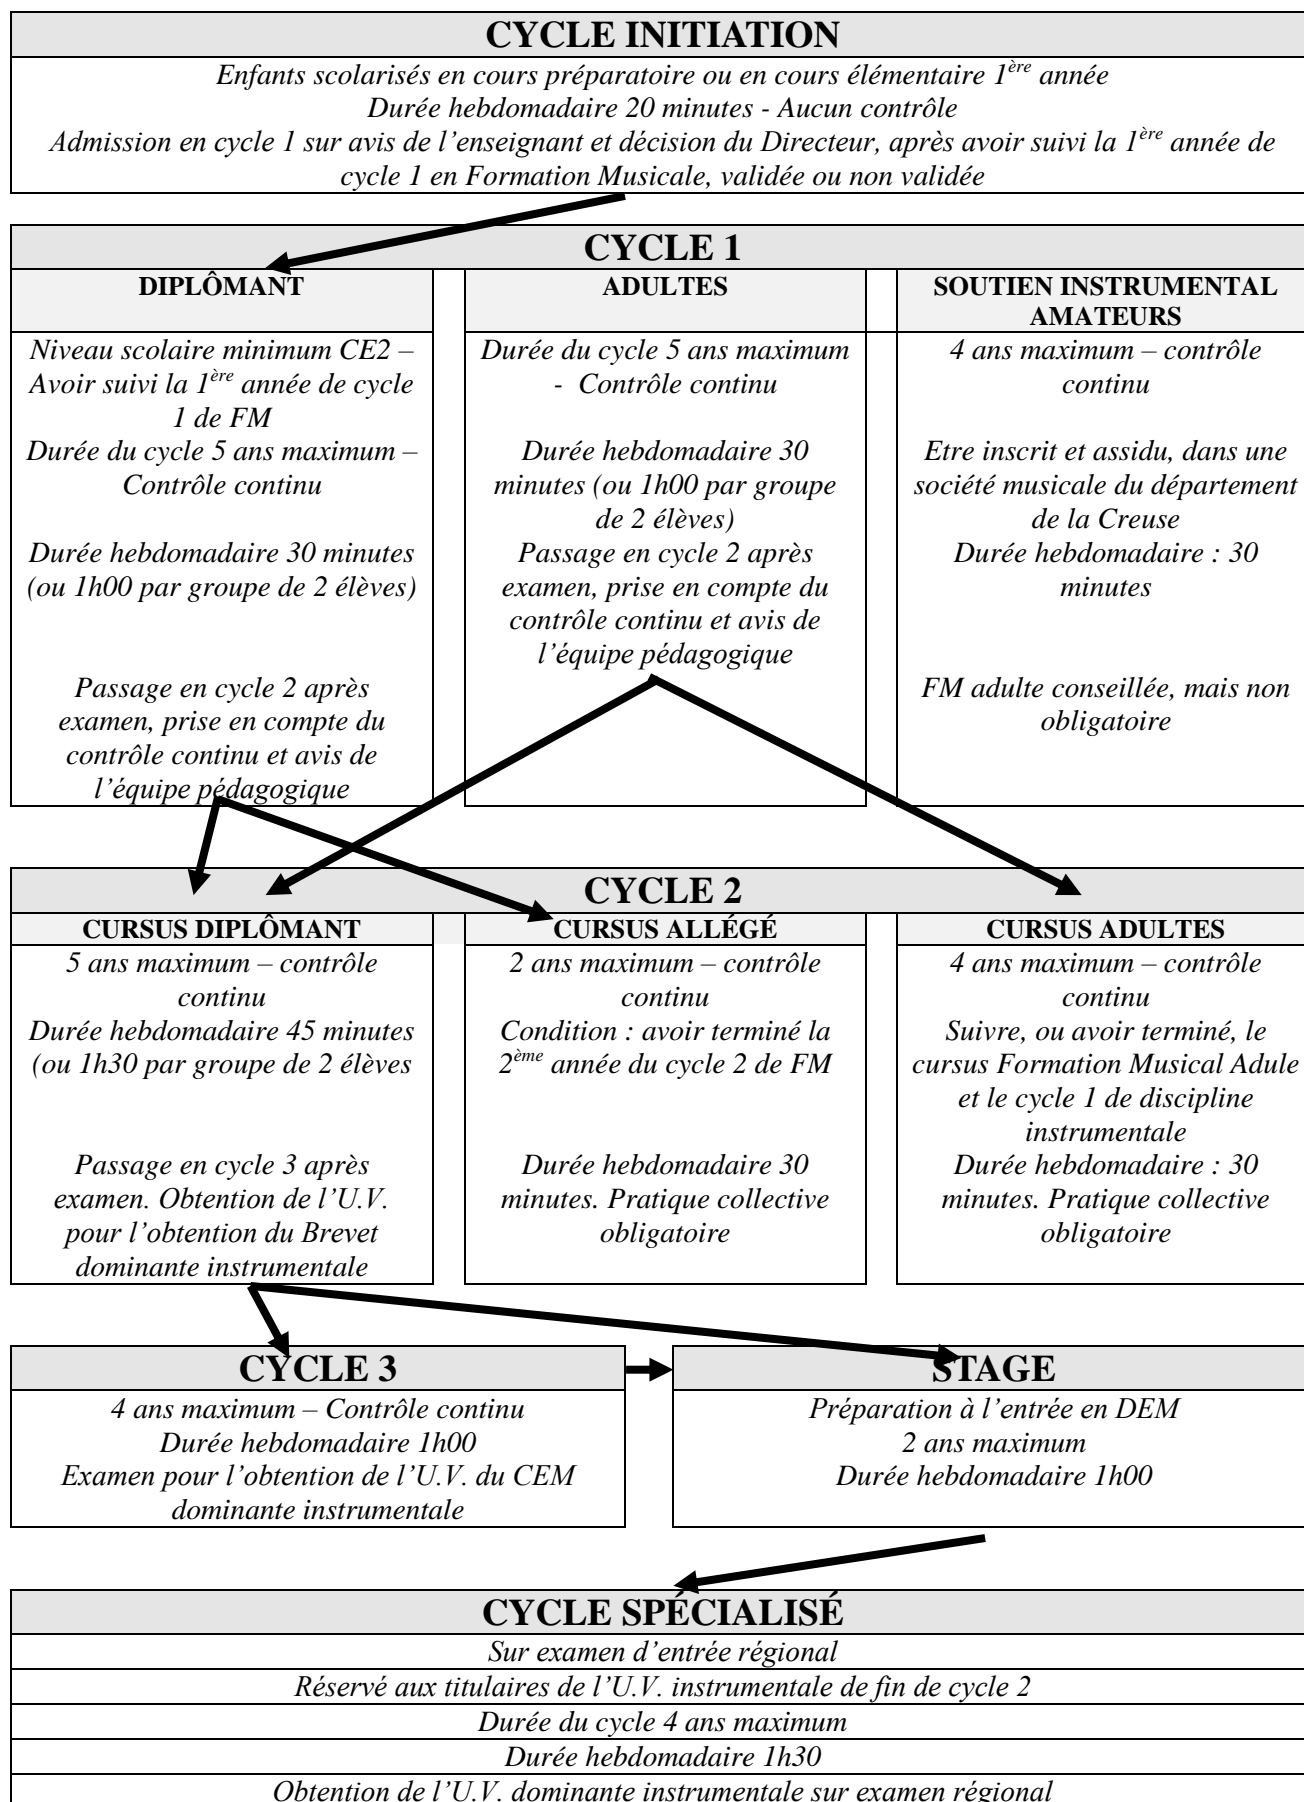 CYCLE INITIATION
Enfants scolarisés en cours préparatoire ou en cours élémentaire 1ère année
Durée hebdomadaire 20 minutes - Aucun contrôle
Admission en cycle 1 sur avis de l'enseignant et décision du Directeur, après avoir suivi la 1ère année de
cycle 1 en Formation Musicale, validée ou non validée
CYCLE 1
DIPLÔMANT
Niveau scolaire minimum CE2 –
Avoir suivi la 1ère année de cycle
1 de FM
Durée du cycle 5 ans maximum –
Contrôle continu
Durée hebdomadaire 30 minutes
(ou 1h00 par groupe de 2 élèves)
Passage en cycle 2 après
examen, prise en compte du
contrôle continu et avis de
l'équipe pédagogique
ADULTES
Durée du cycle 5 ans maximum
- Contrôle continu
Durée hebdomadaire 30
minutes (ou 1h00 par groupe
de 2 élèves)
Passage en cycle 2 après
examen, prise en compte du
contrôle continu et avis de
l'équipe pédagogique
SOUTIEN INSTRUMENTAL
AMATEURS
4 ans maximum – contrôle
continu
Etre inscrit et assidu, dans une
société musicale du département
de la Creuse
Durée hebdomadaire : 30
minutes
FM adulte conseillée, mais non
obligatoire
CYCLE 2
CURSUS DIPLÔMANT
5 ans maximum – contrôle
continu
Durée hebdomadaire 45 minutes
(ou 1h30 par groupe de 2 élèves
Passage en cycle 3 après
examen. Obtention de l'U.V.
pour l'obtention du Brevet
dominante instrumentale
CURSUS ALLÉGÉ
2 ans maximum – contrôle
continu
Condition : avoir terminé la
2ème année du cycle 2 de FM
Durée hebdomadaire 30
minutes. Pratique collective
obligatoire
CURSUS ADULTES
4 ans maximum – contrôle
continu
Suivre, ou avoir terminé, le
cursus Formation Musical Adule
et le cycle 1 de discipline
instrumentale
Durée hebdomadaire : 30
minutes. Pratique collective
obligatoire
CYCLE 3
4 ans maximum – Contrôle continu
Durée hebdomadaire 1h00
Examen pour l'obtention de l'U.V. du CEM
dominante instrumentale
STAGE
Préparation à l'entrée en DEM
2 ans maximum
Durée hebdomadaire 1h00
CYCLE SPÉCIALISÉ
Sur examen d'entrée régional
Réservé aux titulaires de l'U.V. instrumentale de fin de cycle 2
Durée du cycle 4 ans maximum
Durée hebdomadaire 1h30
Obtention de l'U.V. dominante instrumentale sur examen régional